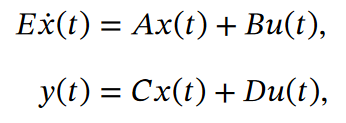 Eẋ(t) = Ax(t) + Bu(t),
y(t) = Cx(t) + Du(t),